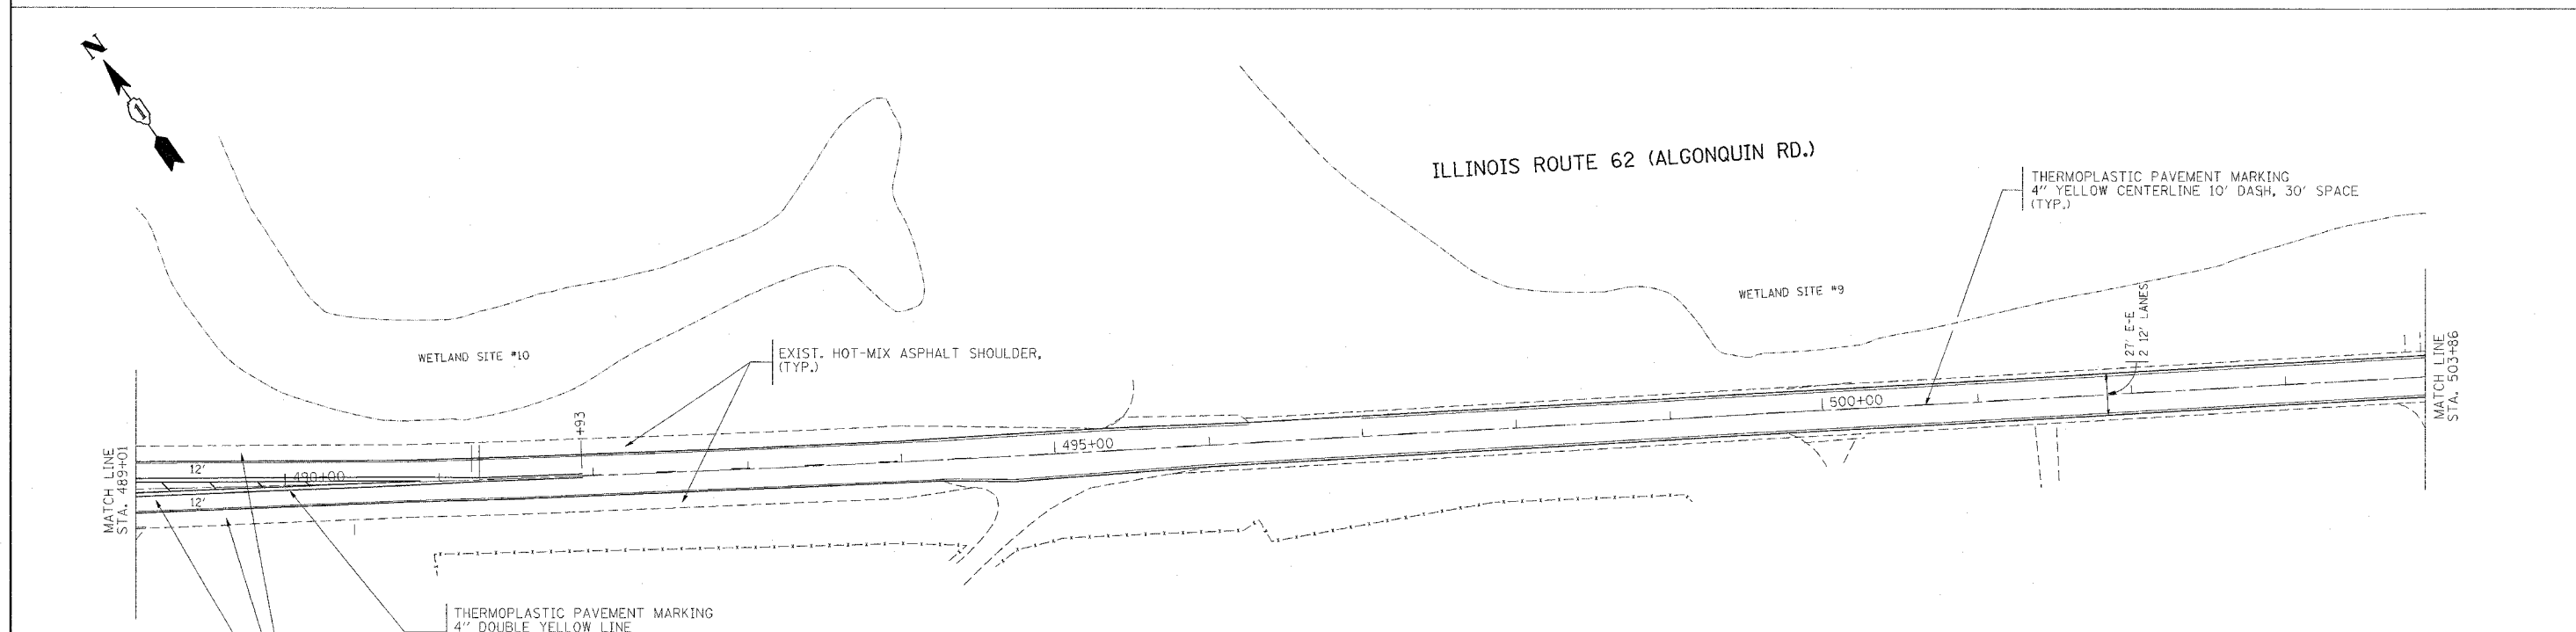 N
1
ILLINOIS ROUTE 62 (ALGONQUIN RD.)
THERMOPLASTIC PAVEMENT MARKING
4" YELLOW CENTERLINE 10' DASH, 30' SPACE
(TYP.)
WETLAND SITE #9
27' E-E
2 12' LANES
WETLAND SITE #10
EXIST. HOT-MIX ASPHALT SHOULDER,
(TYP.)
+93
MATCH LINE
STA. 503+86
500+00
495+00
MATCH LINE
STA. 489+01
12'
490+00
12'
THERMOPLASTIC PAVEMENT MARKING
4" DOUBLE YELLOW LINE